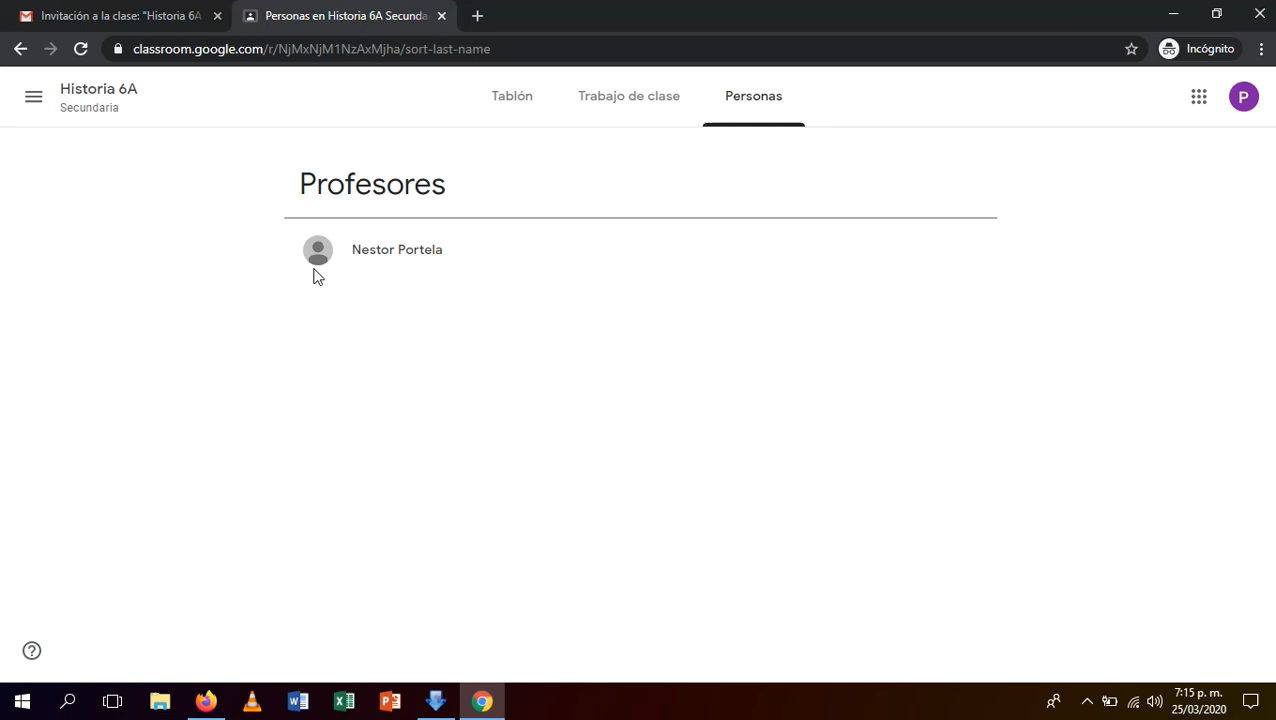 Invitación a la clase: "Historia 6A
Personas en Historia 6A Secunda
classroom.google.com/r/NjMxNjM1NzAxMjha/sort-last-name
Incógnito
Historia 6A
Secundaria
Tablón
Trabajo de clase
Personas
P
Profesores
Nestor Portela
7:15 p. m.
25/03/2020